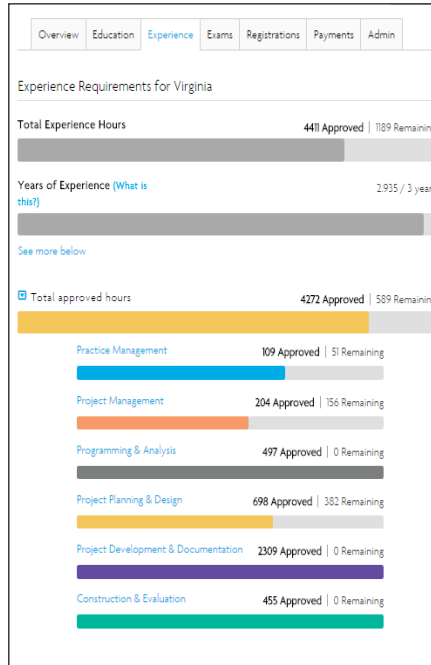 Overview Education Experience Exams Registrations Payments Admin
Experience Requirements for Virginia
Total Experience Hours 4411 Approved | 1189 Remainin
Years of Experience (What is this?) 2.935 / 3 year
See more below
Total approved hours 4272 Approved | 589 Remainin
Practice Management 109 Approved | 51 Remaining
Project Management 204 Approved | 156 Remaining
Programming & Analysis 497 Approved | 0 Remaining
Project Planning & Design 698 Approved | 382 Remaining
Project Development & Documentation 2309 Approved | 0 Remaining
Construction & Evaluation 455 Approved | 0 Remaining